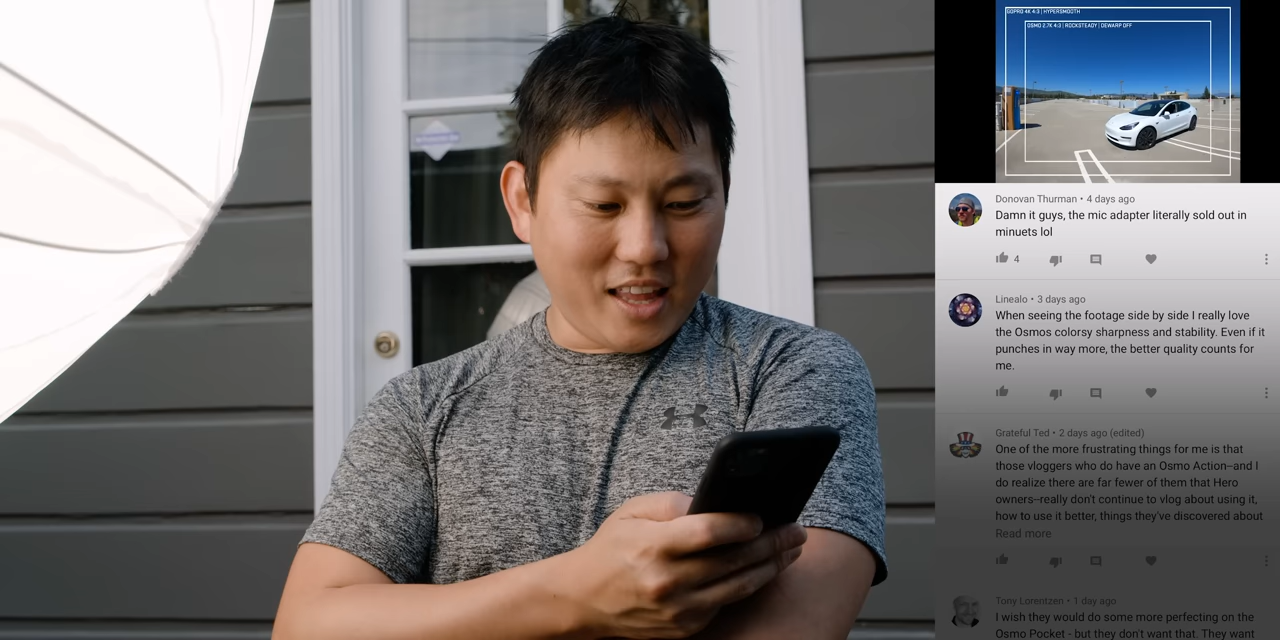 GOPRO 4K 4:3 | HYPERSMOOTH
OSMO 2.7K 4:3 | ROCKSTEADY | DEWARP OFF
Donovan Thurman • 4 days ago
Damn it guys, the mic adapter literally sold out in
minuets lol
4
Linealo • 3 days ago
When seeing the footage side by side I really love
the Osmos colorsy sharpness and stability. Even if it
punches in way more, the better quality counts for
me.
Grateful Ted • 2 days ago (edited)
One of the more frustrating things for me is that
those vloggers who do have an Osmo Action--and I
do realize there are far fewer of them that Hero
owners--really don't continue to vlog about using it,
how to use it better, things they've discovered about
Read more
Tony Lorentzen • 1 day ago
I wish they would do some more perfecting on the
Osmo Pocket - but they don't want that. They want